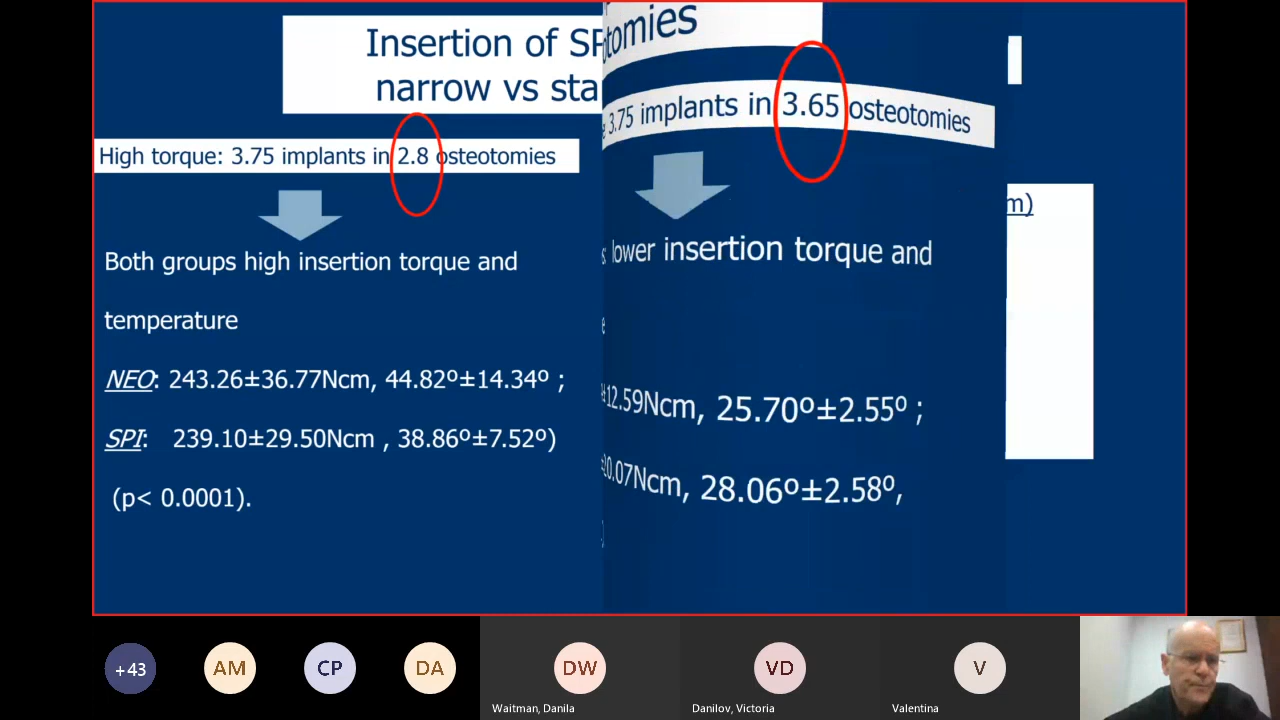 Insertion of SP
narrow vs sta
High torque: 3.75 implants in 2.8 osteotomies
Both groups high insertion torque and
temperature
NEO: 243.26±36.77Ncm, 44.82º±14.34º ;
SPI: 239.10±29.50Ncm , 38.86º±7.52º)
(p< 0.0001).
tomies
3.75 implants in 3.65 osteotomies
lower insertion torque and
12.59Ncm, 25.70º±2.55º ;
20.07Ncm, 28.06º±2.58º,
m)
+43
AM
CP
DA
DW
VD
V
Waitman, Danila
Danilov, Victoria
Valentina